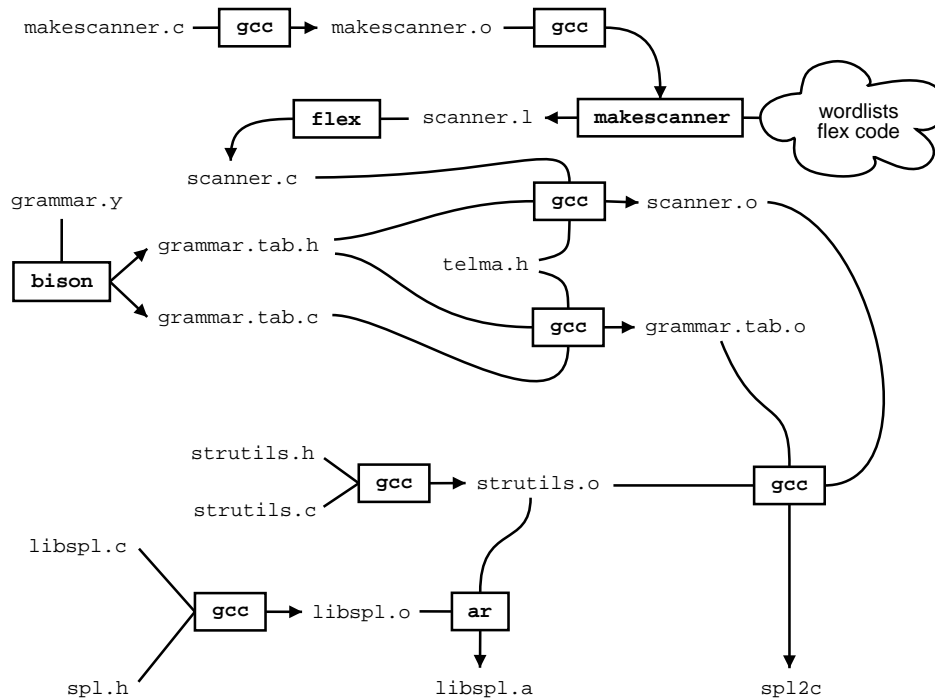 makescanner.c
gcc
makescanner.o
gcc
flex
scanner.l
makescanner
wordlists
flex code
scanner.c
gcc
scanner.o
grammar.y
grammar.tab.h
telma.h
bison
grammar.tab.c
gcc
grammar.tab.o
strutils.h
gcc
strutils.o
gcc
strutils.c
libspl.c
gcc
libspl.o
ar
spl.h
libspl.a
spl2c